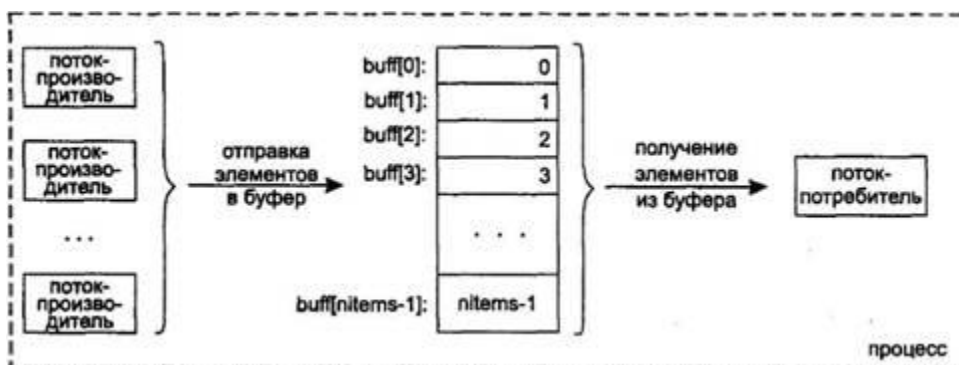 поток-
произво-
дитель
поток-
произво-
дитель
...
поток-
произво-
дитель
отправка
элементов
в буфер
buff[0]: 0
buff[1]: 1
buff[2]: 2
buff[3]: 3
. . .
buff[nitems-1]: nitems-1
получение
элементов
из буфера
поток-
потребитель
процесс